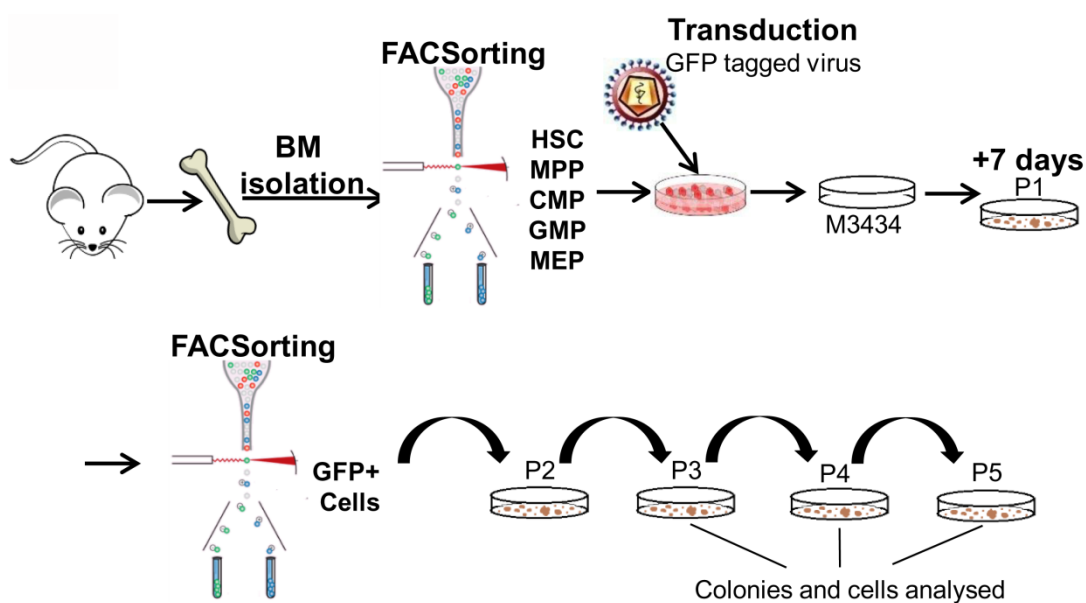 Transduction
GFP tagged virus
FACSorting
BM
isolation
HSC
MPP
CMP
GMP
MEP
M3434
+7 days
P1
FACSorting
GFP+
Cells
P2
P3
P4
P5
Colonies and cells analysed